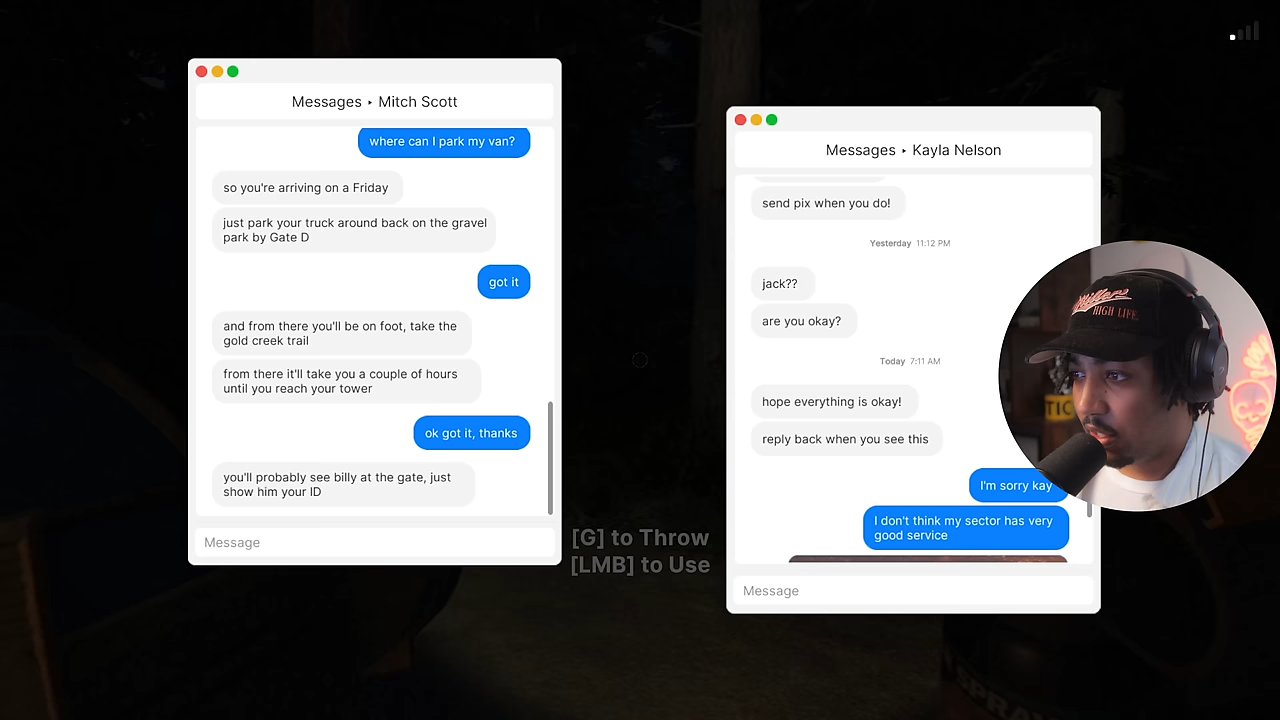 Messages ▸ Mitch Scott
where can I park my van?
so you're arriving on a Friday
just park your truck around back on the gravel
park by Gate D
got it
and from there you'll be on foot, take the
gold creek trail
from there it'll take you a couple of hours
until you reach your tower
ok got it, thanks
you'll probably see billy at the gate, just
show him your ID
Message
[G] to Throw
[LMB] to Use
Messages ▸ Kayla Nelson
send pix when you do!
Yesterday 11:12 PM
jack??
are you okay?
Today 7:11 AM
hope everything is okay!
reply back when you see this
I'm sorry kay
I don't think my sector has very
good service
Message
Miller
HIGH LIFE
TIC
SPRAY